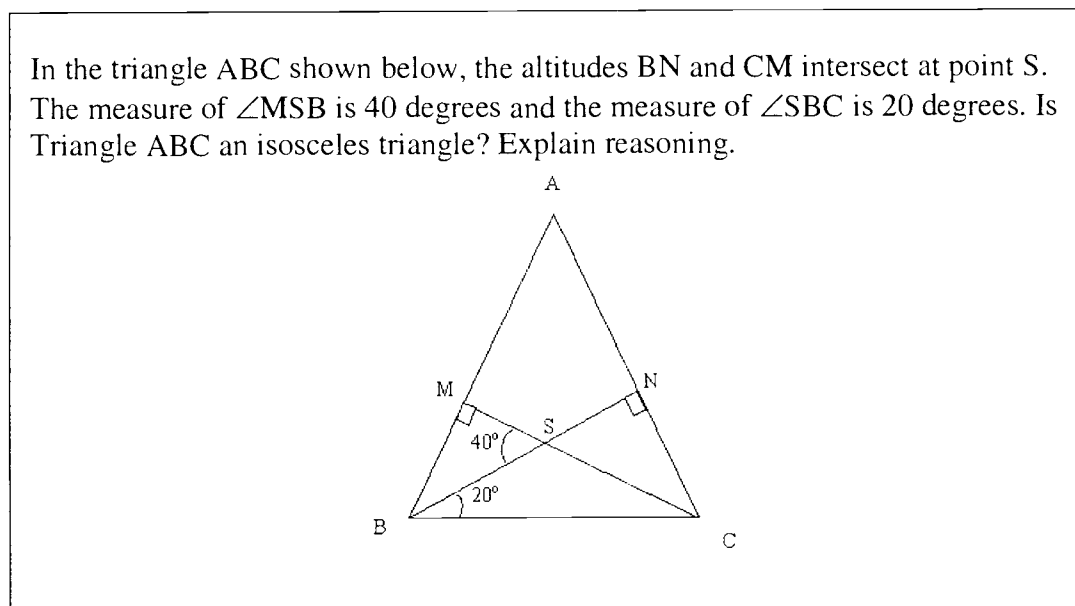 In the triangle ABC shown below, the altitudes BN and CM intersect at point S.
The measure of ∠MSB is 40 degrees and the measure of ∠SBC is 20 degrees. Is
Triangle ABC an isosceles triangle? Explain reasoning.
A
M
N
S
40°
20°
B
C